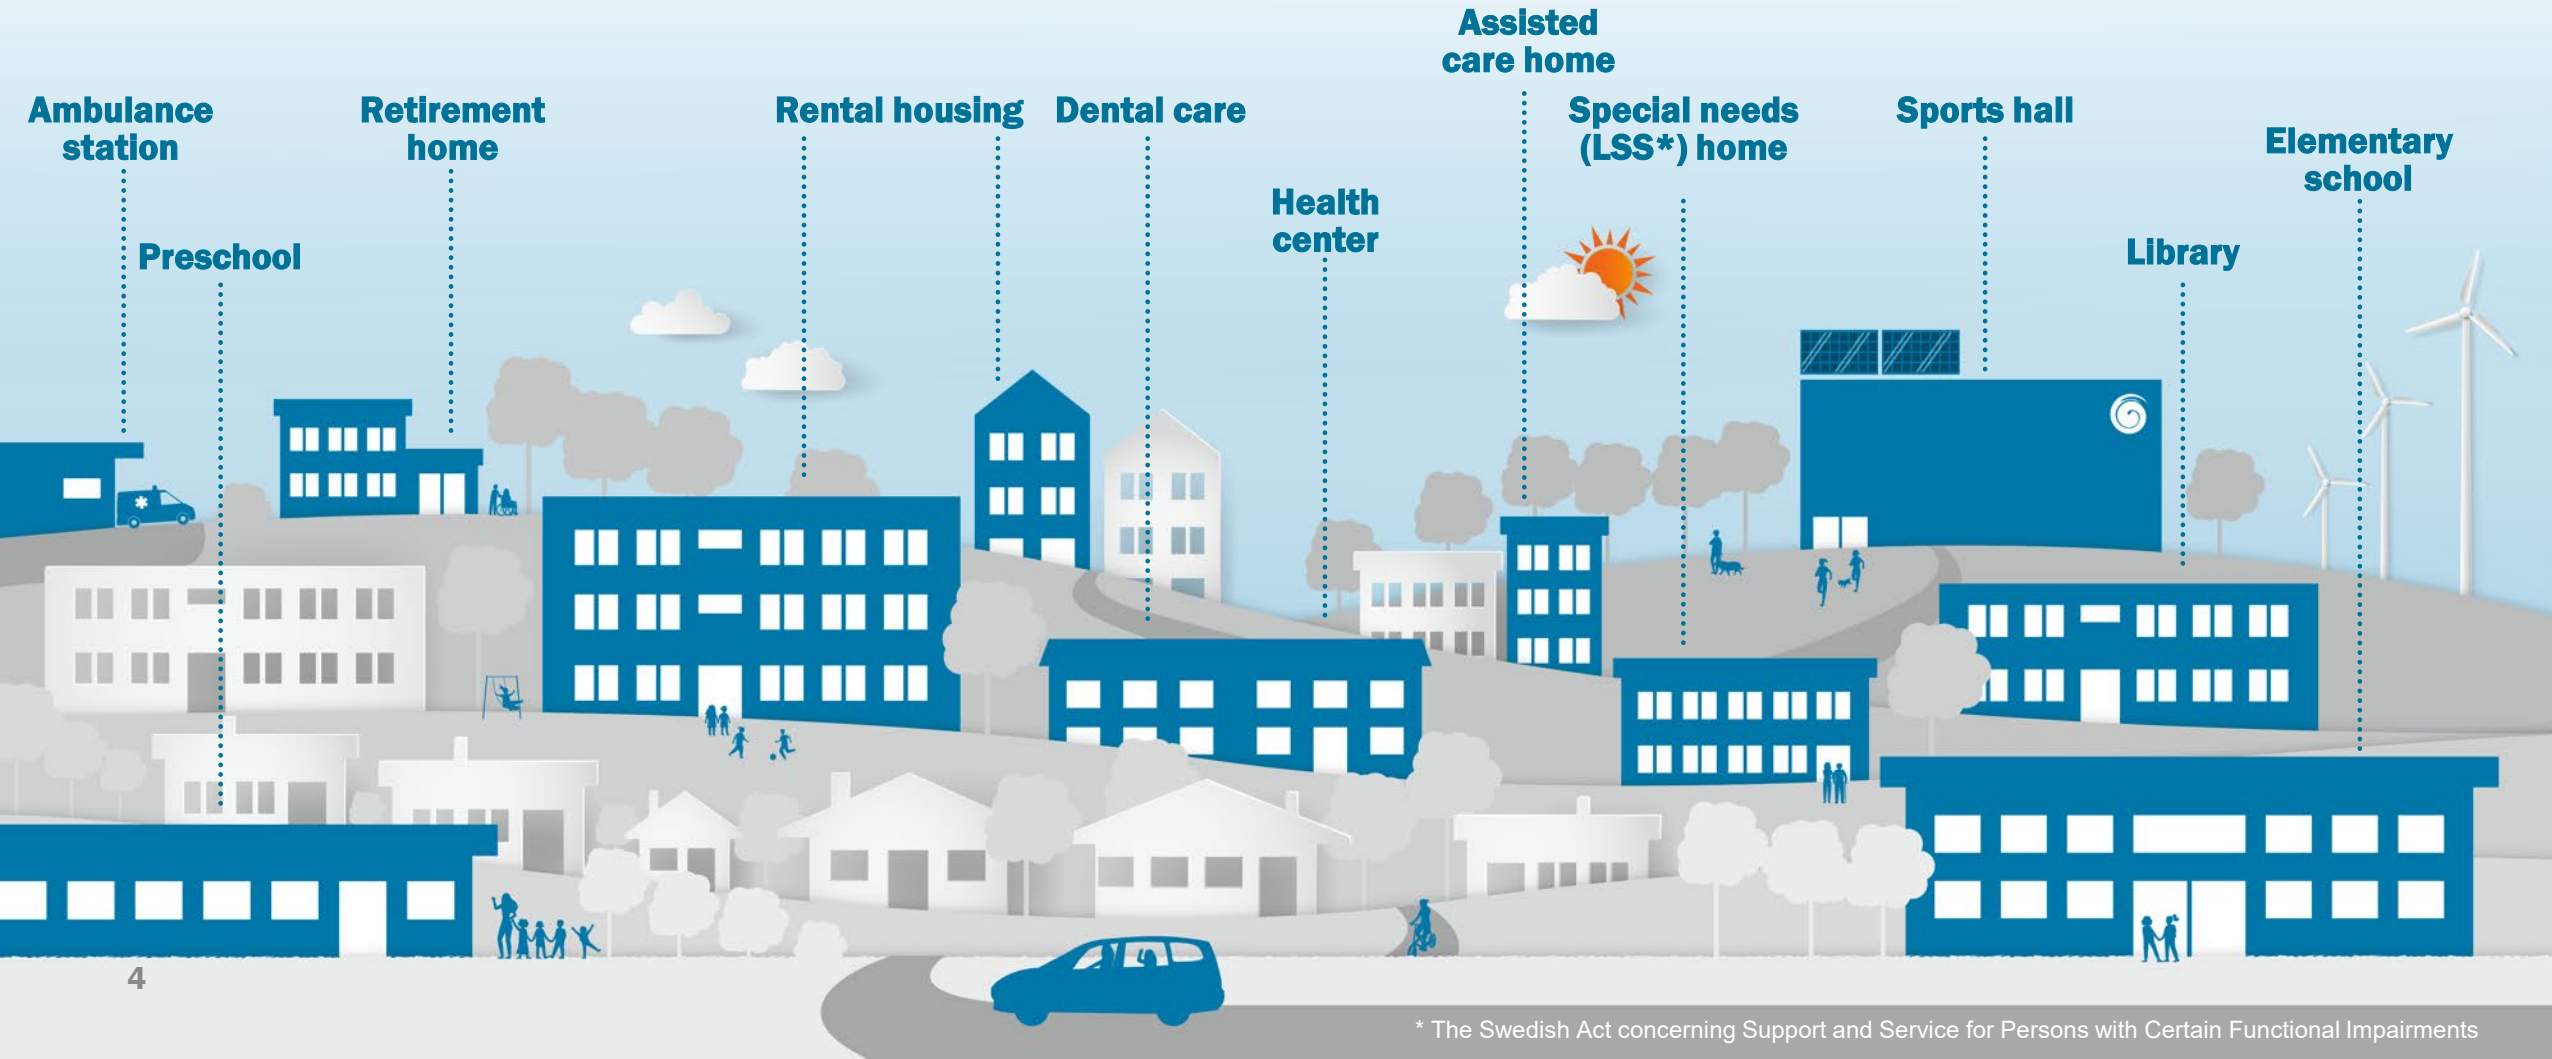 Assisted
care home
Ambulance
station
Retirement
home
Rental housing
Dental care
Special needs
(LSS*) home
Sports hall
Elementary
school
Health
center
Preschool
Library
4
* The Swedish Act concerning Support and Service for Persons with Certain Functional Impairments